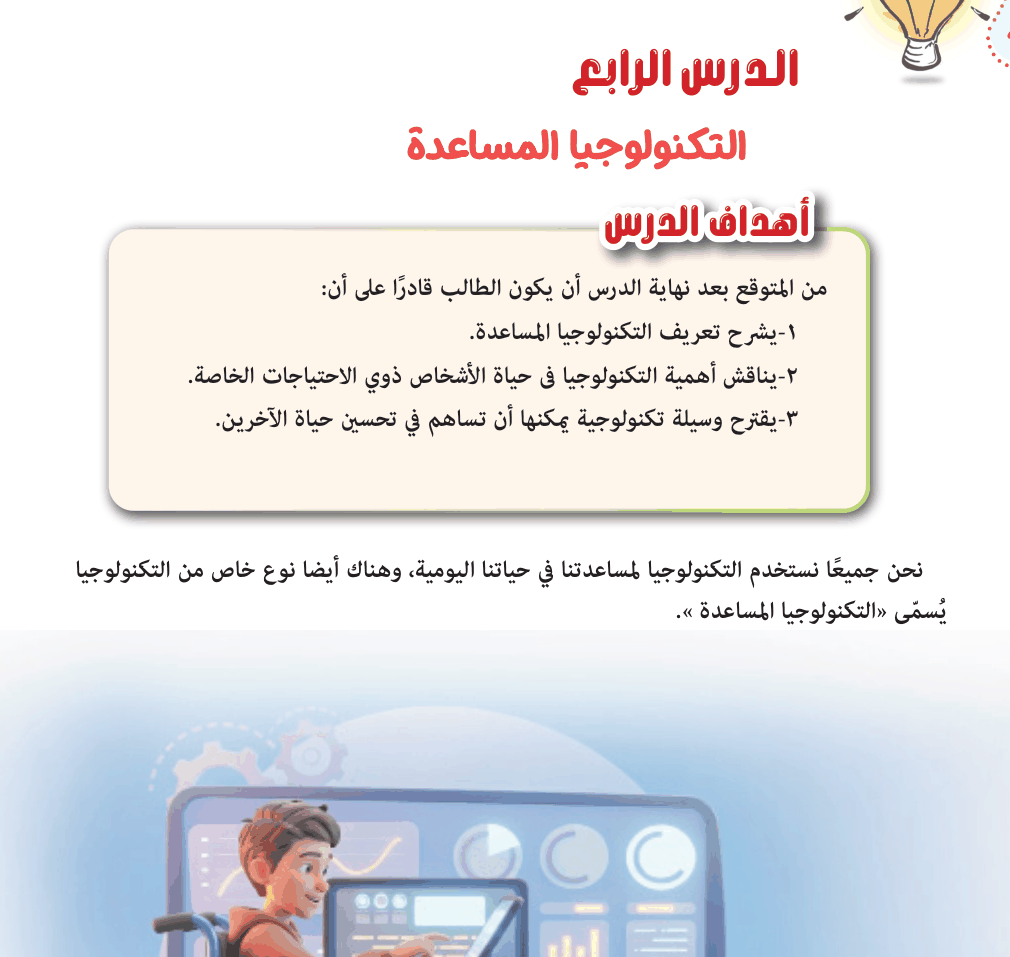 الدرس الرابع
التكنولوجيا المساعدة
أهداف الدرس
من المتوقع بعد نهاية الدرس أن يكون الطالب قادرًا على أن:
١-يشرح تعريف التكنولوجيا المساعدة.
٢-يناقش أهمية التكنولوجيا فى حياة الأشخاص ذوي الاحتياجات الخاصة.
٣-يقترح وسيلة تكنولوجية يمكنها أن تساهم في تحسين حياة الآخرين.
نحن جميعًا نستخدم التكنولوجيا لمساعدتنا في حياتنا اليومية، وهناك أيضا نوع خاص من التكنولوجيا
يُسمّى «التكنولوجيا المساعدة ».